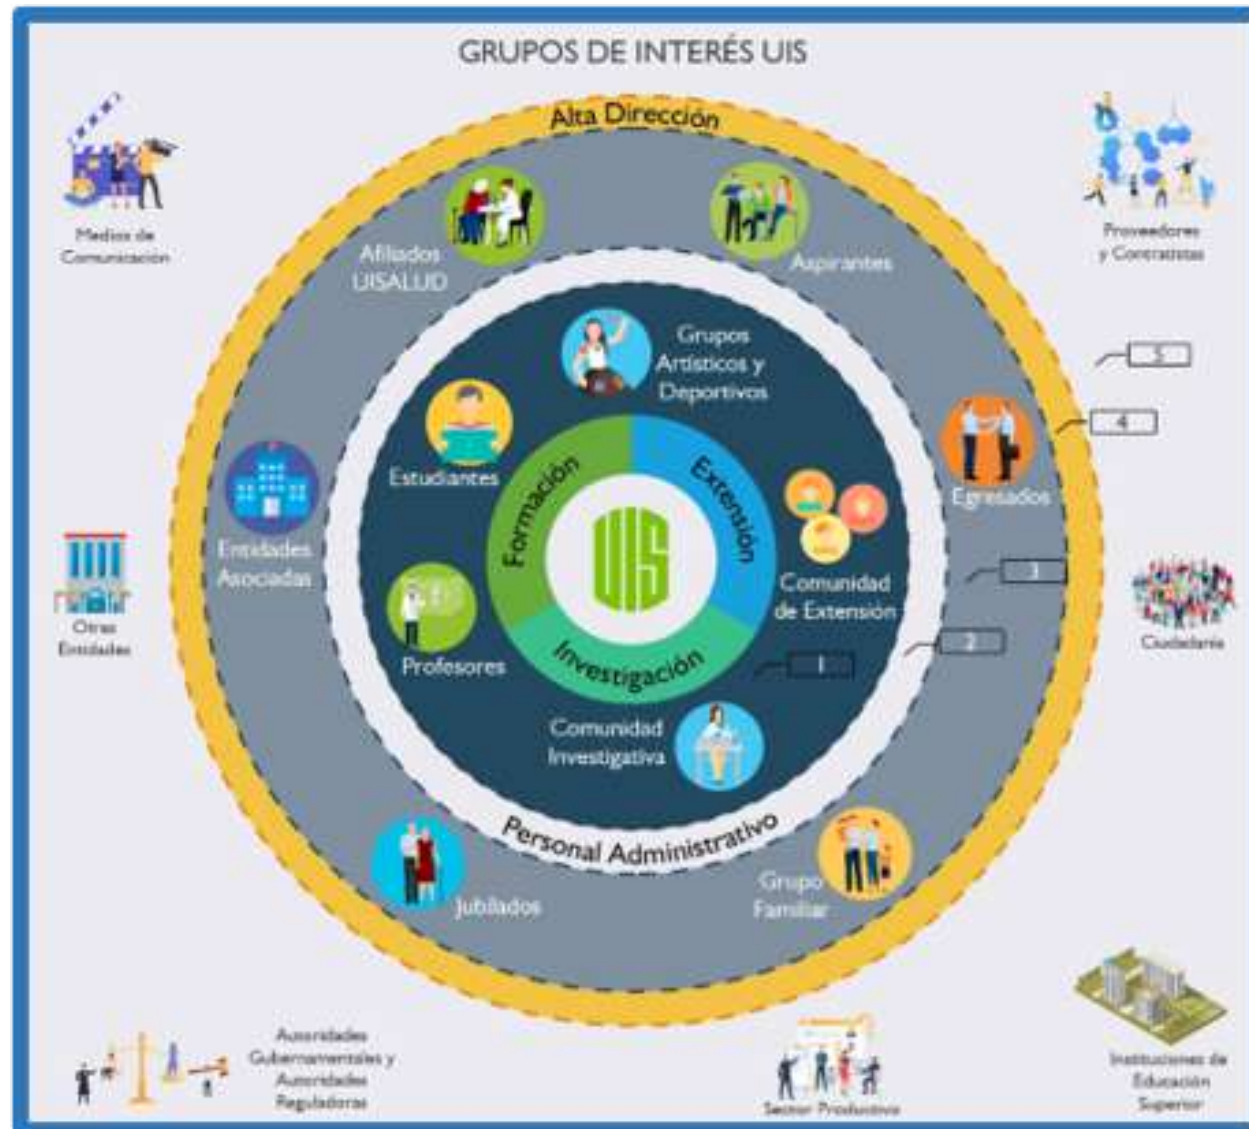 GRUPOS DE INTERÉS UIS
Alta Dirección
Medios de
Comunicación
Proveedores
y Contratistas
Afiliados
UISALUD
Aspirantes
Grupos
Artísticos y
Deportivos
5
4
Estudiantes
Egresados
Formación
Extensión
UIS
Entidades
Asociadas
Comunidad
de Extensión
3
Otras
Entidades
Ciudadanía
Profesores
Investigación
1
2
Comunidad
Investigativa
Personal Administrativo
Jubilados
Grupo
Familiar
Autoridades
Gubernamentales y
Autoridades
Reguladoras
Sector Productivo
Instituciones de
Educación
Superior